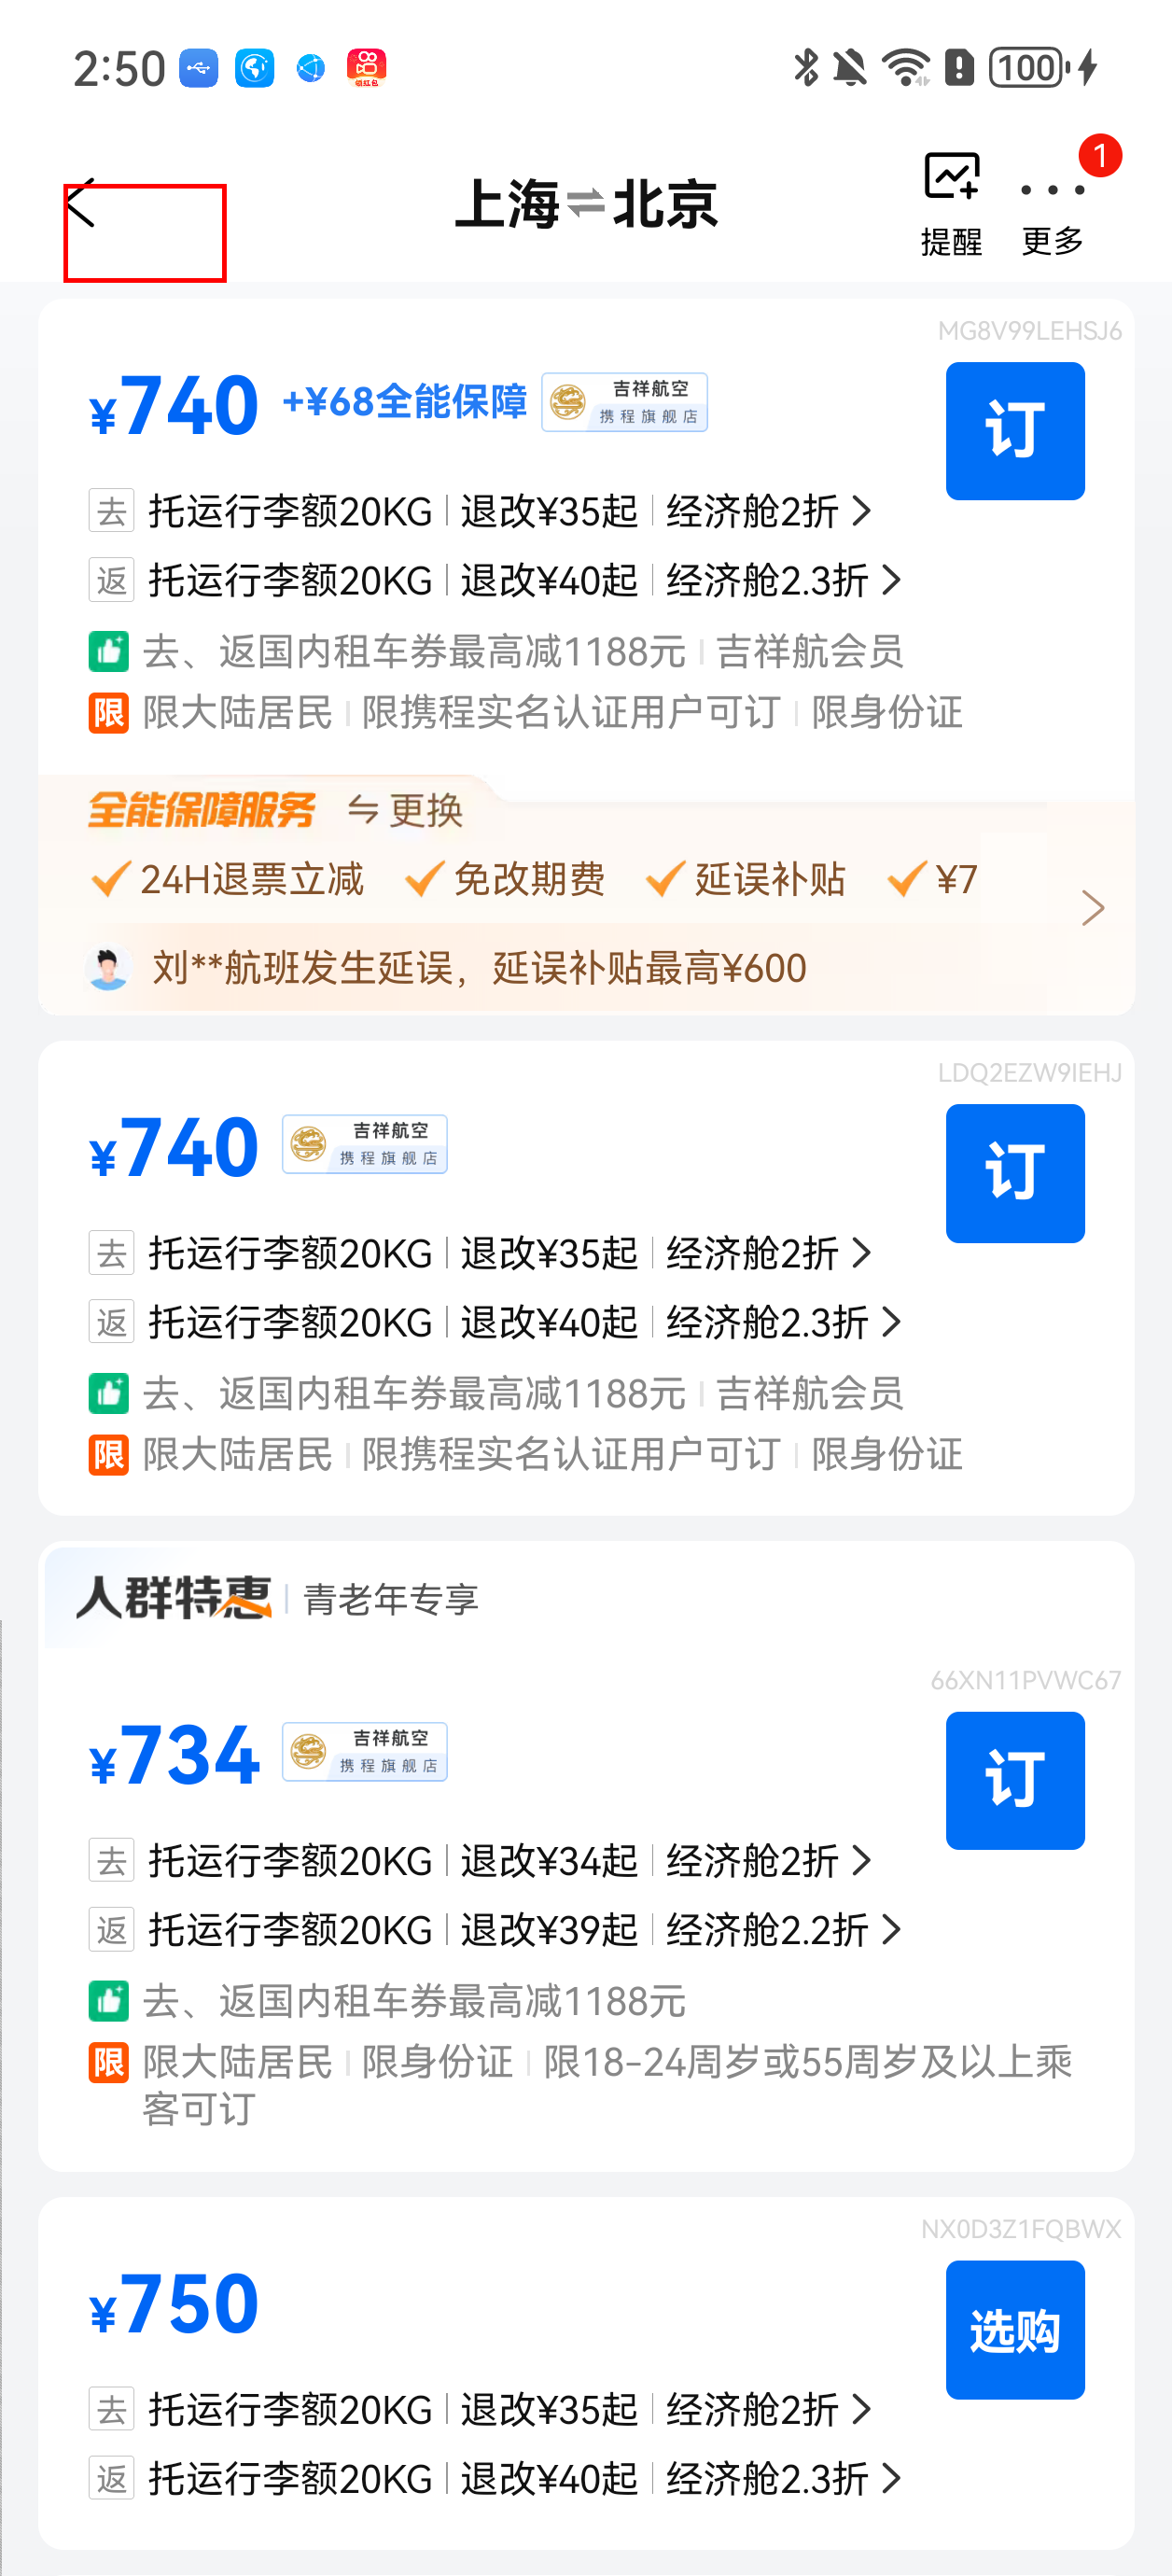 2:50
领红包
100
1
上海⇌北京
提醒
更多
MG8V99LEHSJ6
¥740 +¥68全能保障 吉祥航空
携程旗舰店
订
去 托运行李额20KG 退改¥35起 经济舱2折
返 托运行李额20KG 退改¥40起 经济舱2.3折
去、返国内租车券最高减1188元 吉祥航会员
限 限大陆居民 限携程实名认证用户可订 限身份证
全能保障服务 ⇋更换
24H退票立减 免改期费 延误补贴 ¥7
刘**航班发生延误，延误补贴最高¥600
LDQ2EZW9IEHJ
¥740 吉祥航空
携程旗舰店
订
去 托运行李额20KG 退改¥35起 经济舱2折
返 托运行李额20KG 退改¥40起 经济舱2.3折
去、返国内租车券最高减1188元 吉祥航会员
限 限大陆居民 限携程实名认证用户可订 限身份证
人群特惠 青老年专享
66XN11PVWC67
¥734 吉祥航空
携程旗舰店
订
去 托运行李额20KG 退改¥34起 经济舱2折
返 托运行李额20KG 退改¥39起 经济舱2.2折
去、返国内租车券最高减1188元
限 限大陆居民 限身份证 限18-24周岁或55周岁及以上乘
客可订
NX0D3Z1FQBWX
¥750
选购
去 托运行李额20KG 退改¥35起 经济舱2折
返 托运行李额20KG 退改¥40起 经济舱2.3折